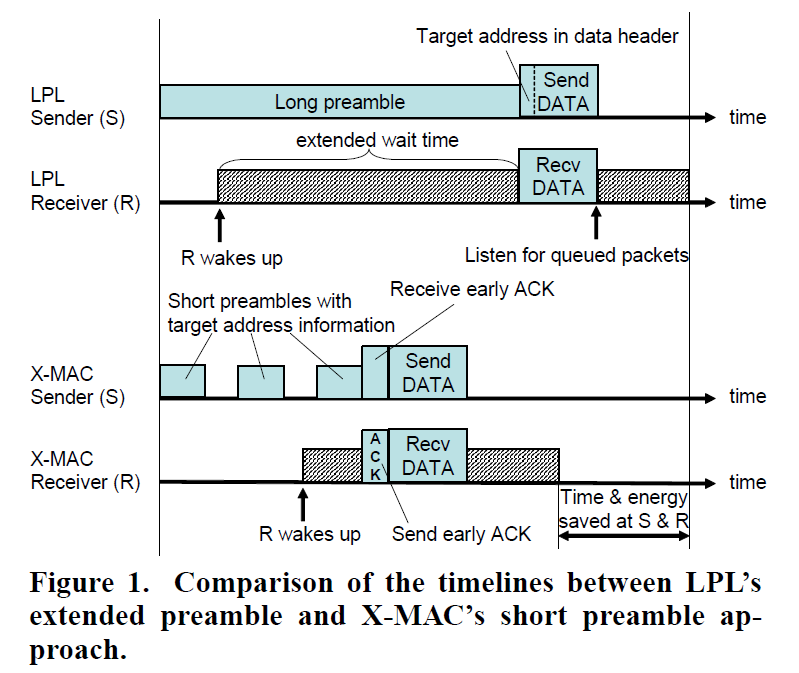 Target address in data header
LPL
Sender (S)
Long preamble
Send
DATA
time
extended wait time
LPL
Receiver (R)
Recv
DATA
time
R wakes up
Listen for queued packets
Short preambles with
target address information
Receive early ACK
X-MAC
Sender (S)
Send
DATA
time
X-MAC
Receiver (R)
A
C
K
Recv
DATA
time
R wakes up
Send early ACK
Time & energy
saved at S & R
Figure 1. Comparison of the timelines between LPL's
extended preamble and X-MAC's short preamble ap-
proach.